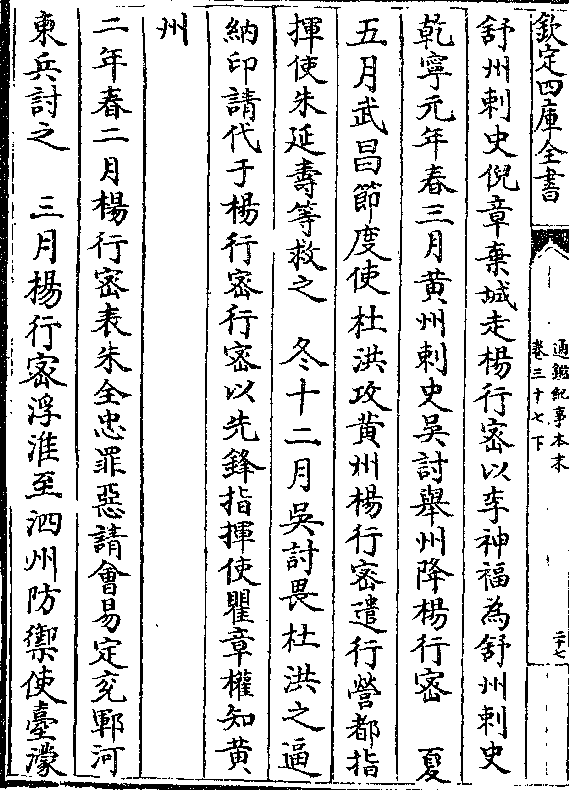 欽定四庫全書
通鑑紀事本末
卷三十七下
二十七
舒州刺史倪章棄城走楊行密以李神福為舒州刺史
乾寧元年春三月黄州刺史吳討舉州降楊行密　夏
五月武昌節度使杜洪攻黄州楊行密遣行營都指
揮使朱延壽等救之　冬十二月吳討畏杜洪之逼
納印請代于楊行密行密以先鋒指揮使瞿章權知黄
州
二年春二月楊行密表朱全忠罪惡請會易定兖鄆河
東兵討之　三月楊行密浮淮至泗州防禦使臺濛